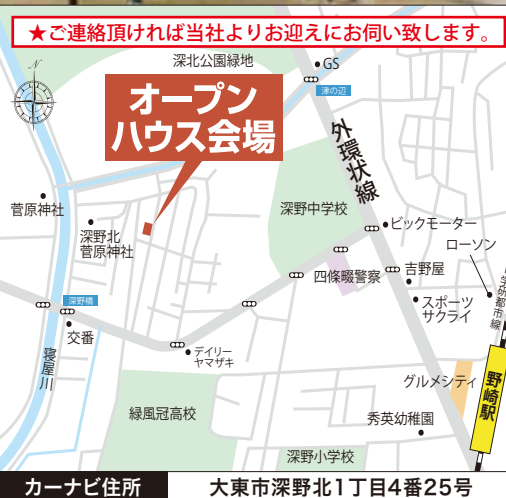 ★ご連絡頂ければ当社よりお迎えにお伺い致します。
深北公園緑地
GS
N
津の辺
オープン
ハウス会場
外環状線
菅原神社
深野北
菅原神社
深野中学校
ビックモーター
ローソン
四條畷警察
吉野屋
学研都市線
スポーツ
サクライ
深野橋
交番
デイリー
ヤマザキ
寝屋川
グルメシティ
野崎駅
緑風冠高校
秀英幼稚園
深野小学校
カーナビ住所
大東市深野北1丁目4番25号